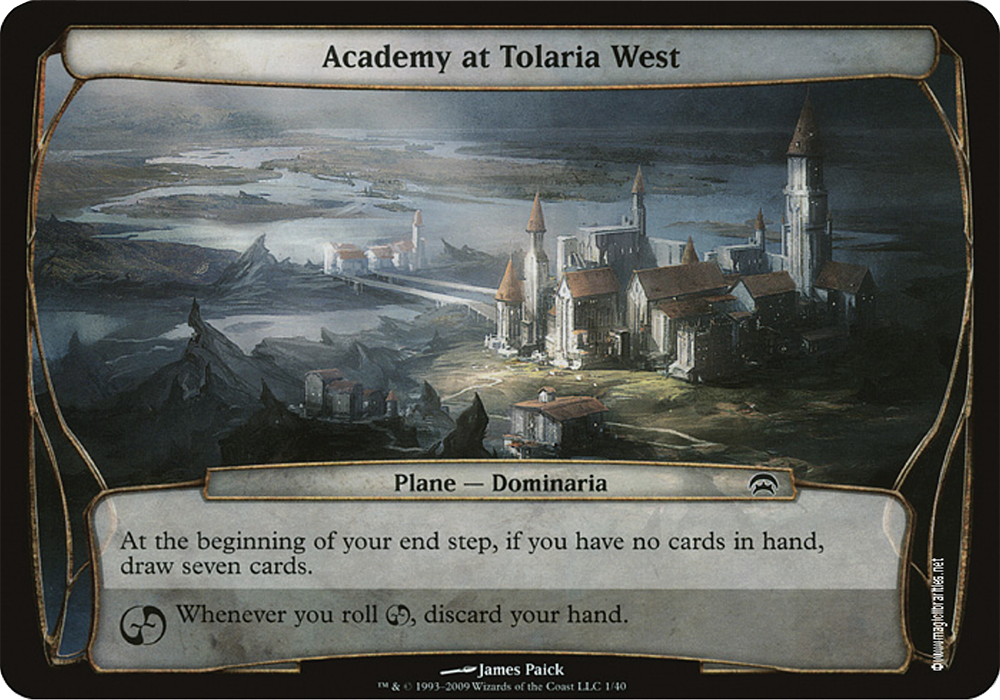 Academy at Tolaria West
Plane — Dominaria
At the beginning of your end step, if you have no cards in hand,
draw seven cards.
Whenever you roll , discard your hand.
James Paick
™ & © 1993–2009 Wizards of the Coast LLC 1/40
©www.magiclibrarities.net